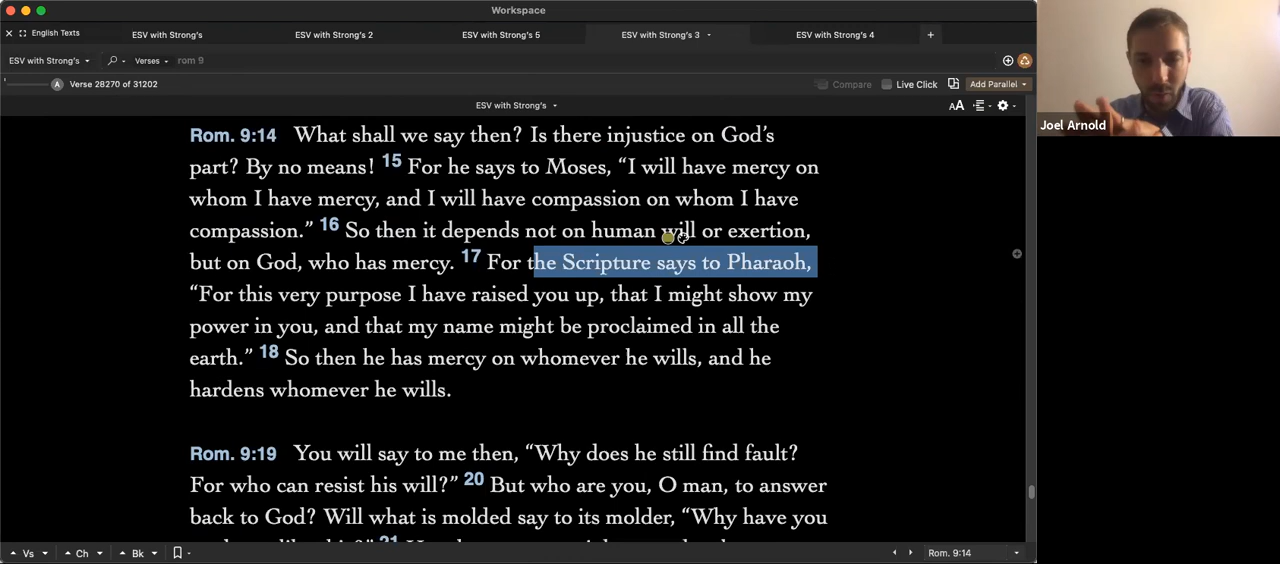 Workspace
English Texts
ESV with Strong's
ESV with Strong's 2
ESV with Strong's 5
ESV with Strong's 3
ESV with Strong's 4
+
ESV with Strong's
Verses
rom 9
A Verse 28270 of 31202
Compare
Live Click
Add Parallel
ESV with Strong's
AA
Joel Arnold
Rom. 9:14 What shall we say then? Is there injustice on God's
part? By no means! 15 For he says to Moses, “I will have mercy on
whom I have mercy, and I will have compassion on whom I have
compassion.” 16 So then it depends not on human will or exertion,
but on God, who has mercy. 17 For the Scripture says to Pharaoh,
“For this very purpose I have raised you up, that I might show my
power in you, and that my name might be proclaimed in all the
earth.” 18 So then he has mercy on whomever he wills, and he
hardens whomever he wills.
Rom. 9:19 You will say to me then, “Why does he still find fault?
For who can resist his will?” 20 But who are you, O man, to answer
back to God? Will what is molded say to its molder, “Why have you
Vs
Ch
Bk
Rom. 9:14